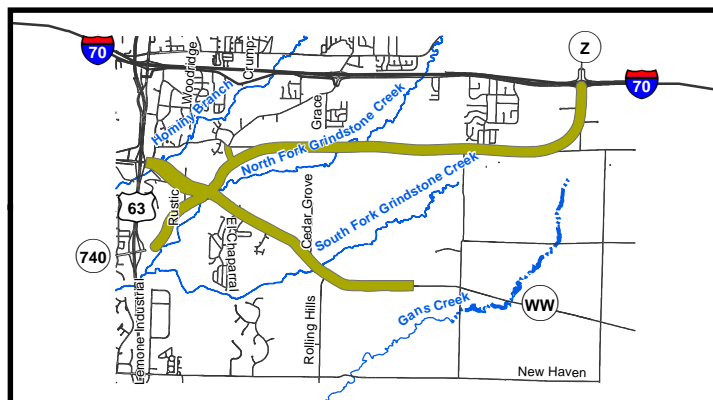 70
Z
70
Woodridge
Crump
Hominy Branch
Grace
North Fork Grindstone Creek
Rustic
63
Cedar Grove
South Fork Grindstone Creek
El Chaparral
740
Lemone-Industrial
Rolling Hills
Gans Creek
WW
New Haven